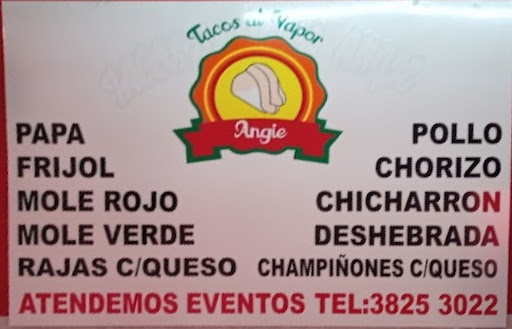 Tacos al Vapor
Angie
PAPA
FRIJOL
MOLE ROJO
MOLE VERDE
RAJAS C/QUESO
POLLO
CHORIZO
CHICHARRON
DESHEBRADA
CHAMPIÑONES C/QUESO
ATENDEMOS EVENTOS TEL:3825 3022